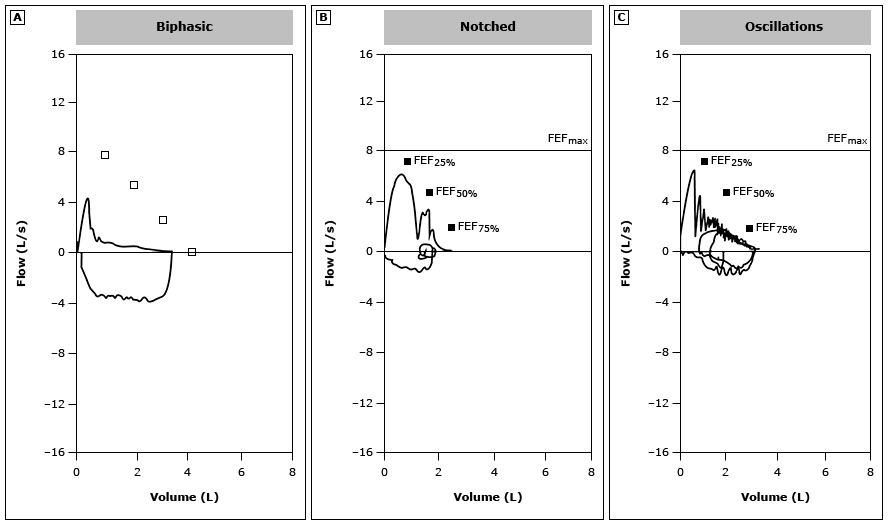 A
Biphasic
16
12
8
4
0
−4
−8
−12
−16
Flow (L/s)
0
2
4
6
8
Volume (L)
B
Notched
16
12
8
4
0
−4
−8
−12
−16
Flow (L/s)
FEFmax
FEF25%
FEF50%
FEF75%
0
2
4
6
8
Volume (L)
C
Oscillations
16
12
8
4
0
−4
−8
−12
−16
Flow (L/s)
FEFmax
FEF25%
FEF50%
FEF75%
0
2
4
6
8
Volume (L)